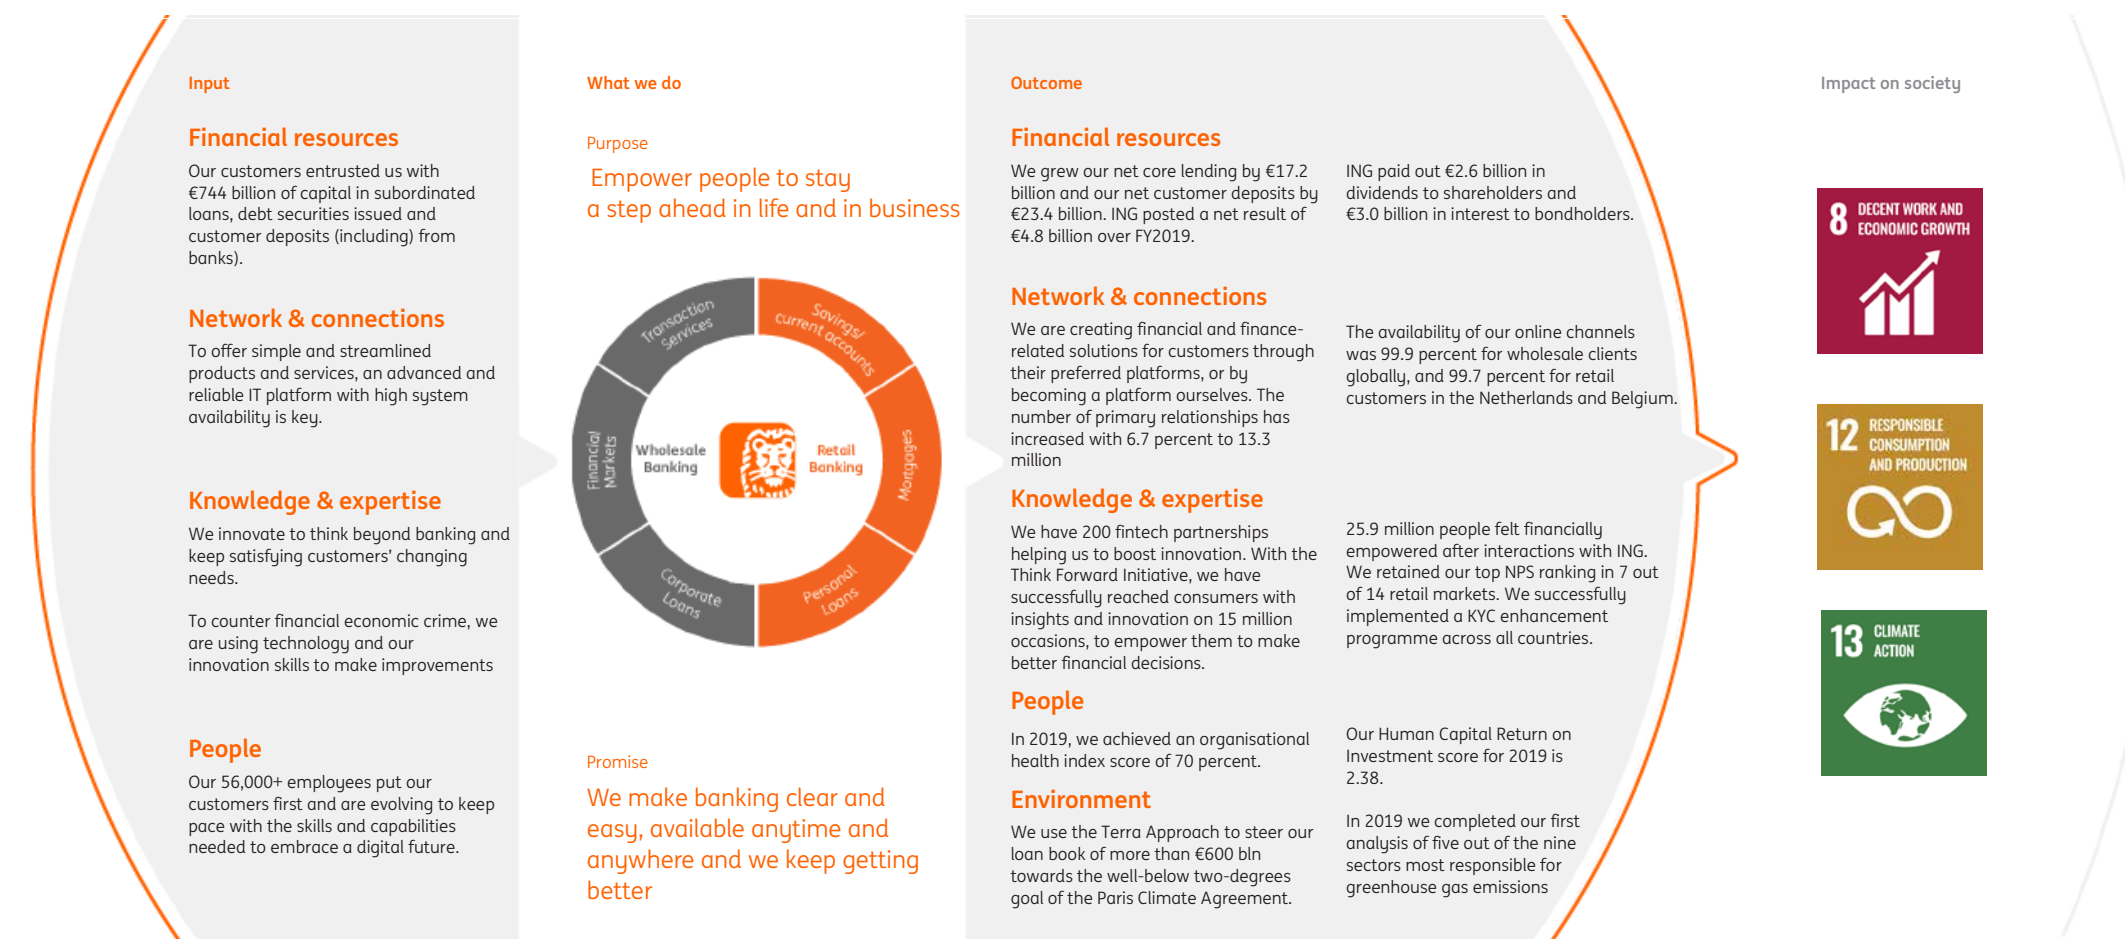 Input
Financial resources
Our customers entrusted us with
€744 billion of capital in subordinated
loans, debt securities issued and
customer deposits (including) from
banks).
Network & connections
To offer simple and streamlined
products and services, an advanced and
reliable IT platform with high system
availability is key.
Knowledge & expertise
We innovate to think beyond banking and
keep satisfying customers’ changing
needs.
To counter financial economic crime, we
are using technology and our
innovation skills to make improvements
People
Our 56,000+ employees put our
customers first and are evolving to keep
pace with the skills and capabilities
needed to embrace a digital future.
What we do
Purpose
Empower people to stay
a step ahead in life and in business
Transaction
Services
Savings/
current accounts
Financial
Markets
Wholesale
Banking
Retail
Banking
Mortgages
Corporate
Loans
Personal
Loans
Promise
We make banking clear and
easy, available anytime and
anywhere and we keep getting
better
Outcome
Financial resources
We grew our net core lending by €17.2
billion and our net customer deposits by
€23.4 billion. ING posted a net result of
€4.8 billion over FY2019.
ING paid out €2.6 billion in
dividends to shareholders and
€3.0 billion in interest to bondholders.
Network & connections
We are creating financial and finance-
related solutions for customers through
their preferred platforms, or by
becoming a platform ourselves. The
number of primary relationships has
increased with 6.7 percent to 13.3
million
The availability of our online channels
was 99.9 percent for wholesale clients
globally, and 99.7 percent for retail
customers in the Netherlands and Belgium.
Knowledge & expertise
We have 200 fintech partnerships
helping us to boost innovation. With the
Think Forward Initiative, we have
successfully reached consumers with
insights and innovation on 15 million
occasions, to empower them to make
better financial decisions.
25.9 million people felt financially
empowered after interactions with ING.
We retained our top NPS ranking in 7 out
of 14 retail markets. We successfully
implemented a KYC enhancement
programme across all countries.
People
In 2019, we achieved an organisational
health index score of 70 percent.
Our Human Capital Return on
Investment score for 2019 is
2.38.
Environment
We use the Terra Approach to steer our
loan book of more than €600 bln
towards the well-below two-degrees
goal of the Paris Climate Agreement.
In 2019 we completed our first
analysis of five out of the nine
sectors most responsible for
greenhouse gas emissions
Impact on society
8 DECENT WORK AND
ECONOMIC GROWTH
12 RESPONSIBLE
CONSUMPTION
AND PRODUCTION
13 CLIMATE
ACTION